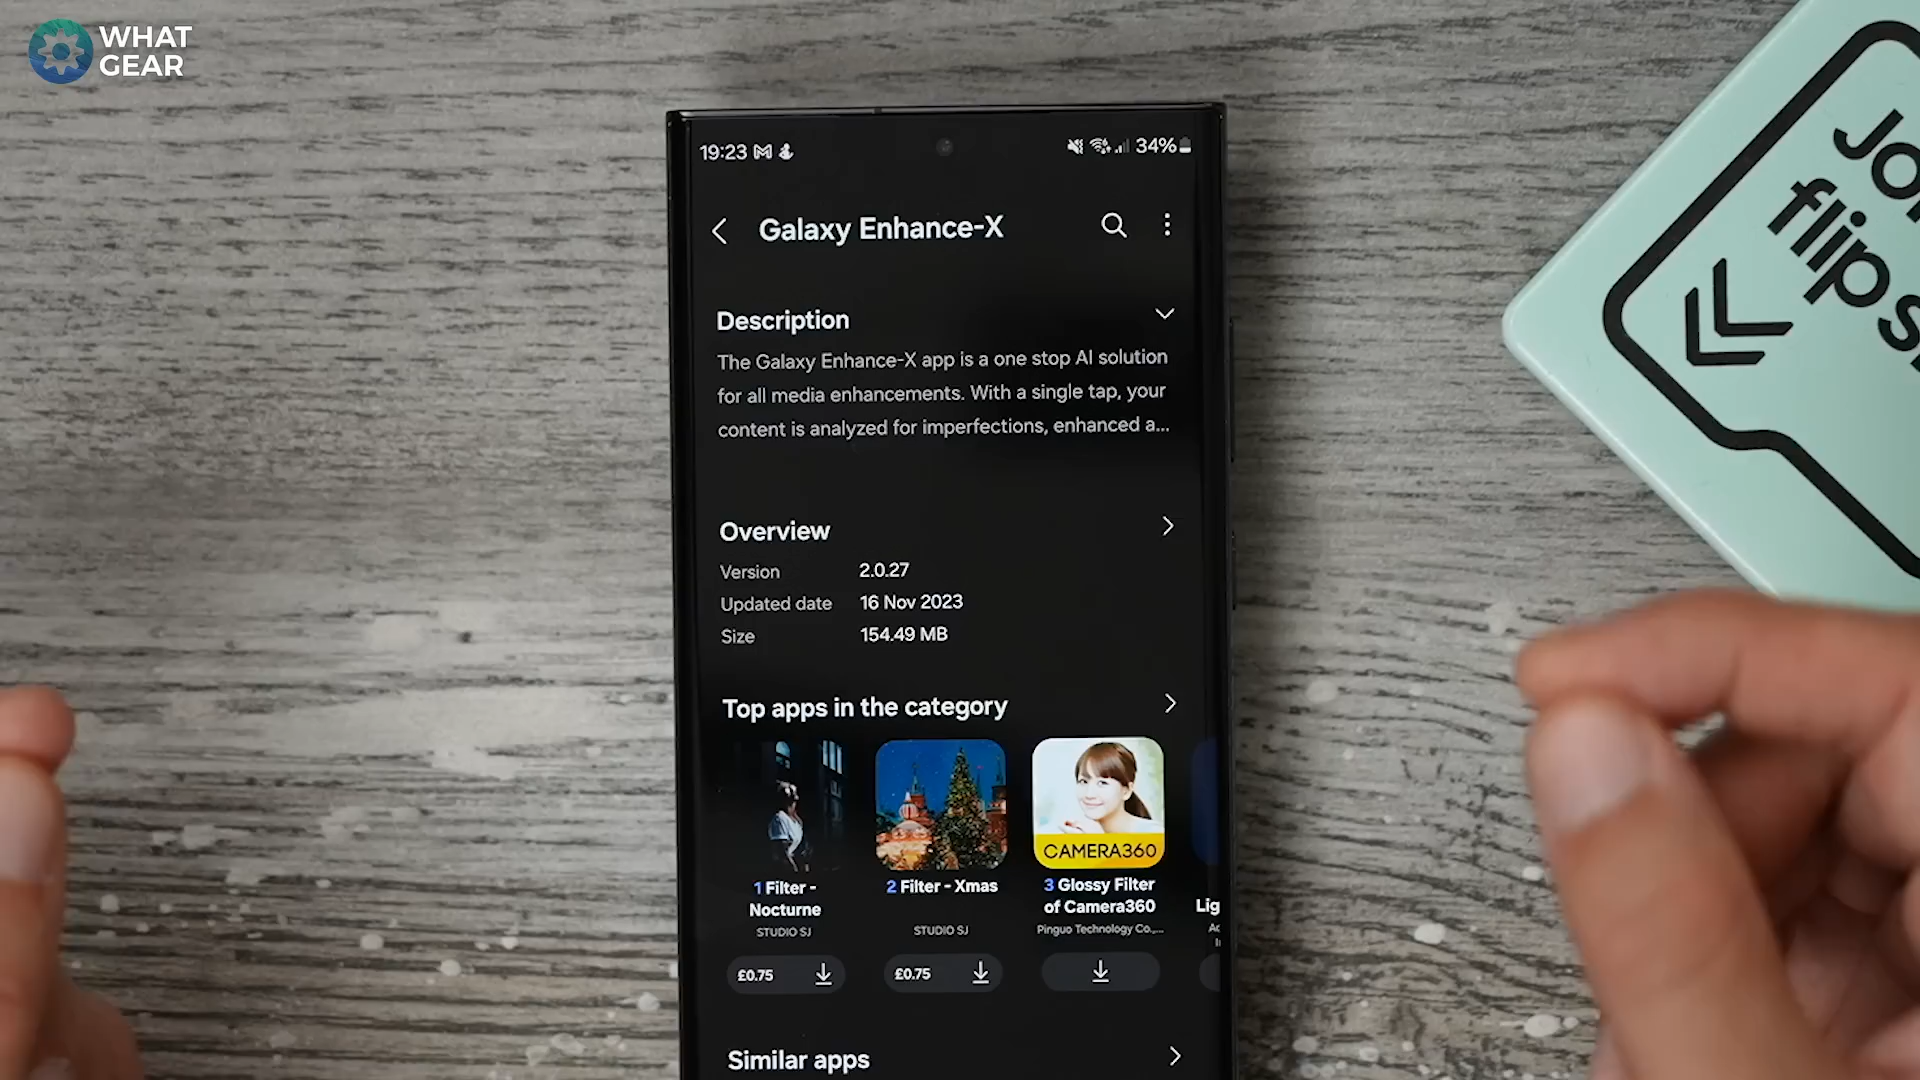 WHAT
GEAR
19:23
34%
Galaxy Enhance-X
Description
The Galaxy Enhance-X app is a one stop AI solution
for all media enhancements. With a single tap, your
content is analyzed for imperfections, enhanced a...
Overview
Version 2.0.27
Updated date 16 Nov 2023
Size 154.49 MB
Top apps in the category
CAMERA360
1 Filter -
Nocturne
STUDIO SJ
2 Filter - Xmas
STUDIO SJ
3 Glossy Filter
of Camera360
Pinguo Technology Co.,...
Lig
£0.75
£0.75
Similar apps
Jo
flips